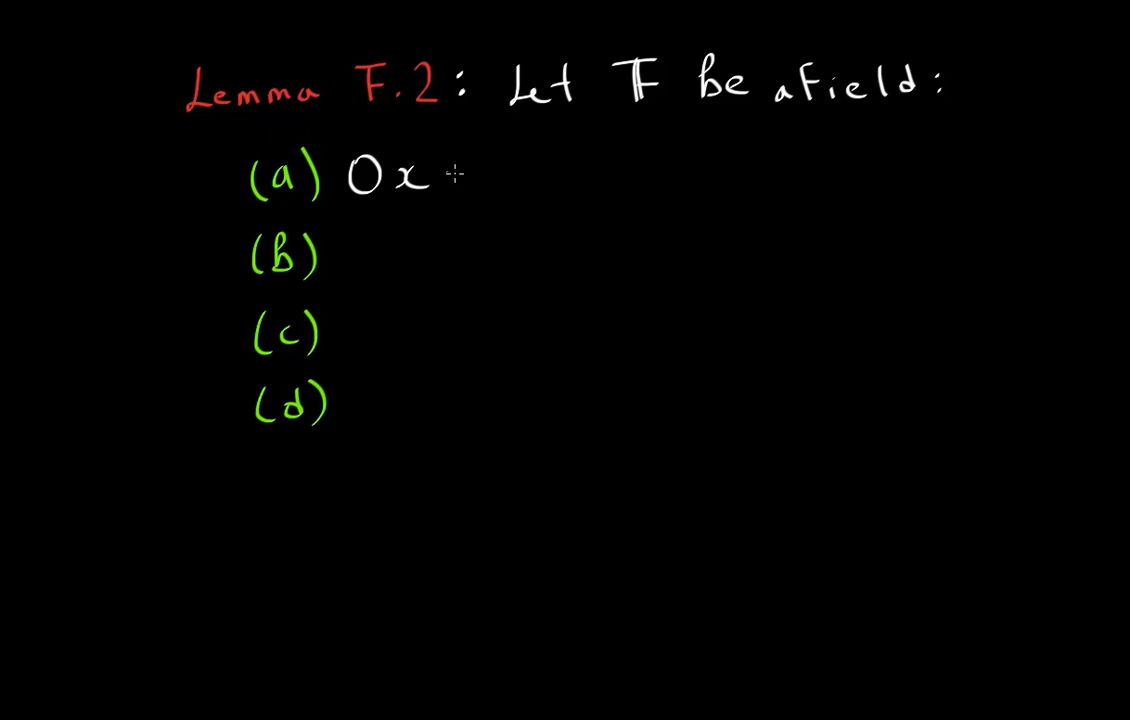 Lemma F.2: Let 𝔽 be a Field:
(a) 0x
(b)
(c)
(d)